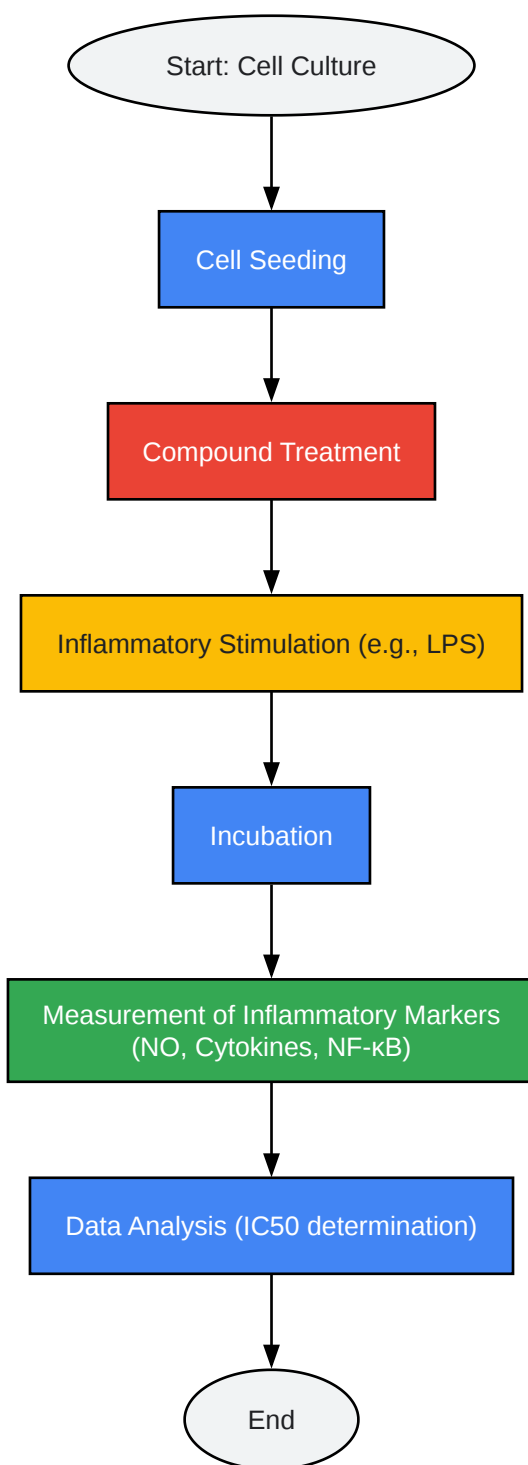 Start: Cell Culture
Cell Seeding
Compound Treatment
Inflammatory Stimulation (e.g., LPS)
Incubation
Measurement of Inflammatory Markers
(NO, Cytokines, NF-κB)
Data Analysis (IC50 determination)
End